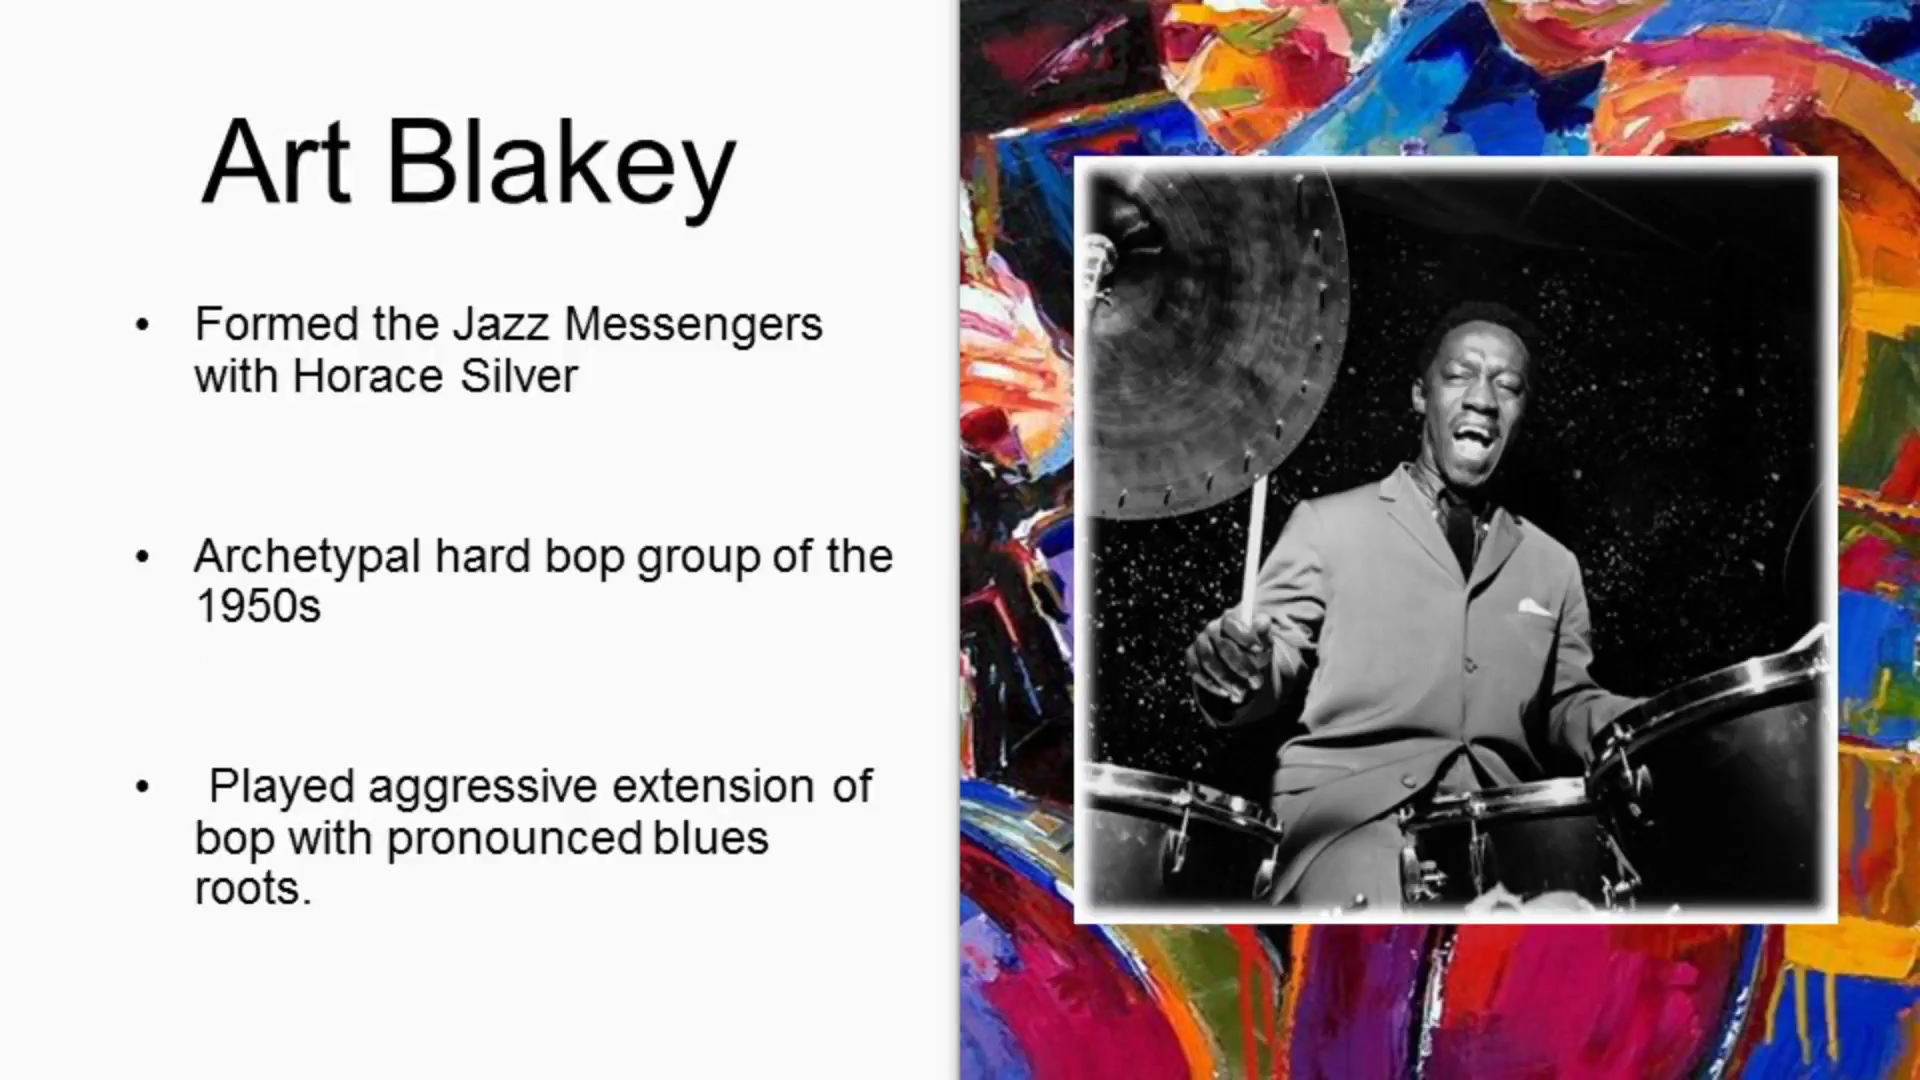 Art Blakey
• Formed the Jazz Messengers
with Horace Silver
• Archetypal hard bop group of the
1950s
• Played aggressive extension of
bop with pronounced blues
roots.